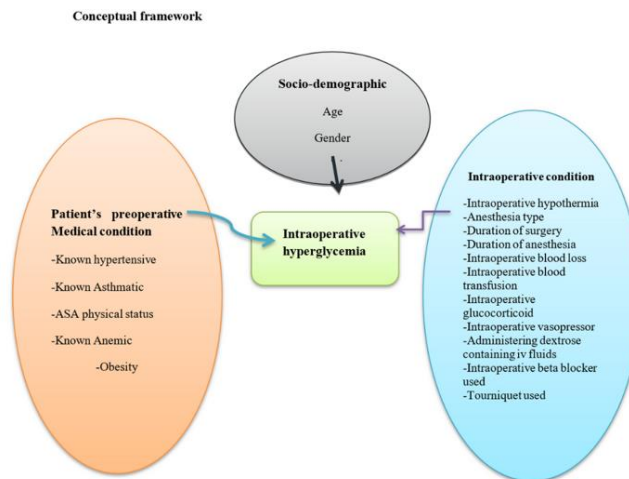 Conceptual framework
Socio-demographic
Age
Gender
Patient's preoperative
Medical condition
-Known hypertensive
-Known Asthmatic
-ASA physical status
-Known Anemic
-Obesity
Intraoperative
hyperglycemia
Intraoperative condition
-Intraoperative hypothermia
-Anesthesia type
-Duration of surgery
-Duration of anesthesia
-Intraoperative blood loss
-Intraoperative blood
transfusion
-Intraoperative
glucocorticoid
-Intraoperative vasopressor
-Administering dextrose
containing iv fluids
-Intraoperative beta blocker
used
-Tourniquet used